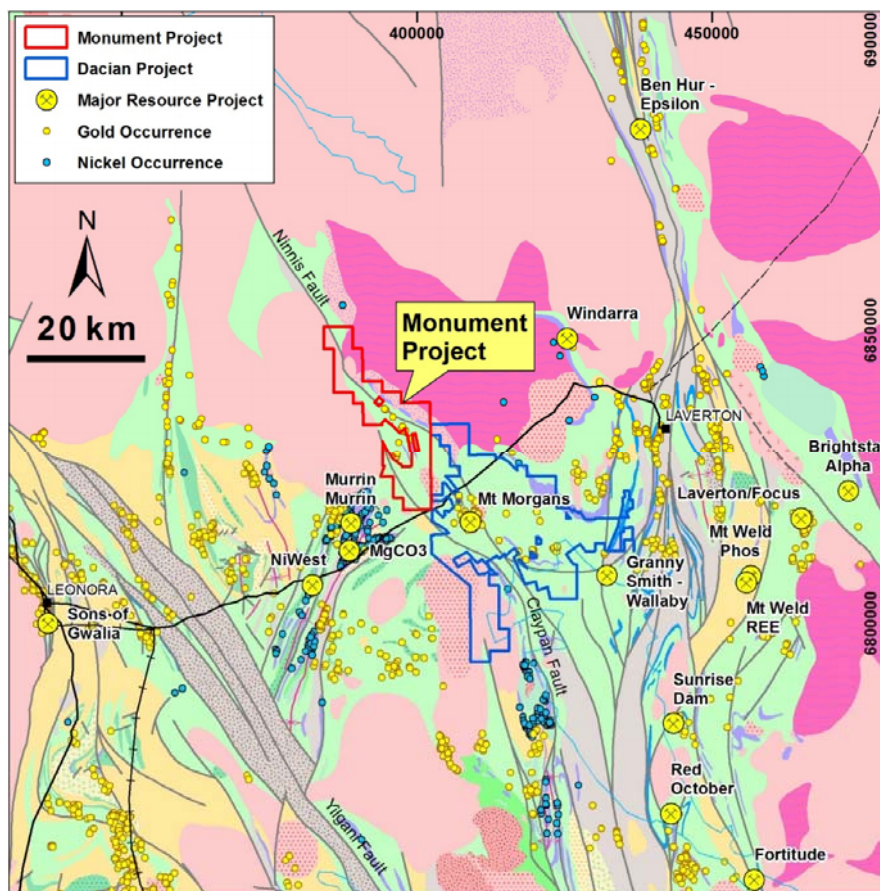 Monument Project
Dacian Project
Major Resource Project
Gold Occurrence
Nickel Occurrence
400000
450000
6900000
Ben Hur -
Epsilon
N
20 km
Ninnis Fault
Monument
Project
Windarra
6850000
LAVERTON
Brightsta
Alpha
Murrin
Murrin
Mt Morgans
Laverton/Focus
Mt Weld
Phos
NiWest
MgCO3
Granny
Smith -
Wallaby
LEONORA
Sons of
Gwalia
Mt Weld
REE
Claypan Fault
6800000
Sunrise
Dam
Red
October
Yilgani Fault
Fortitude